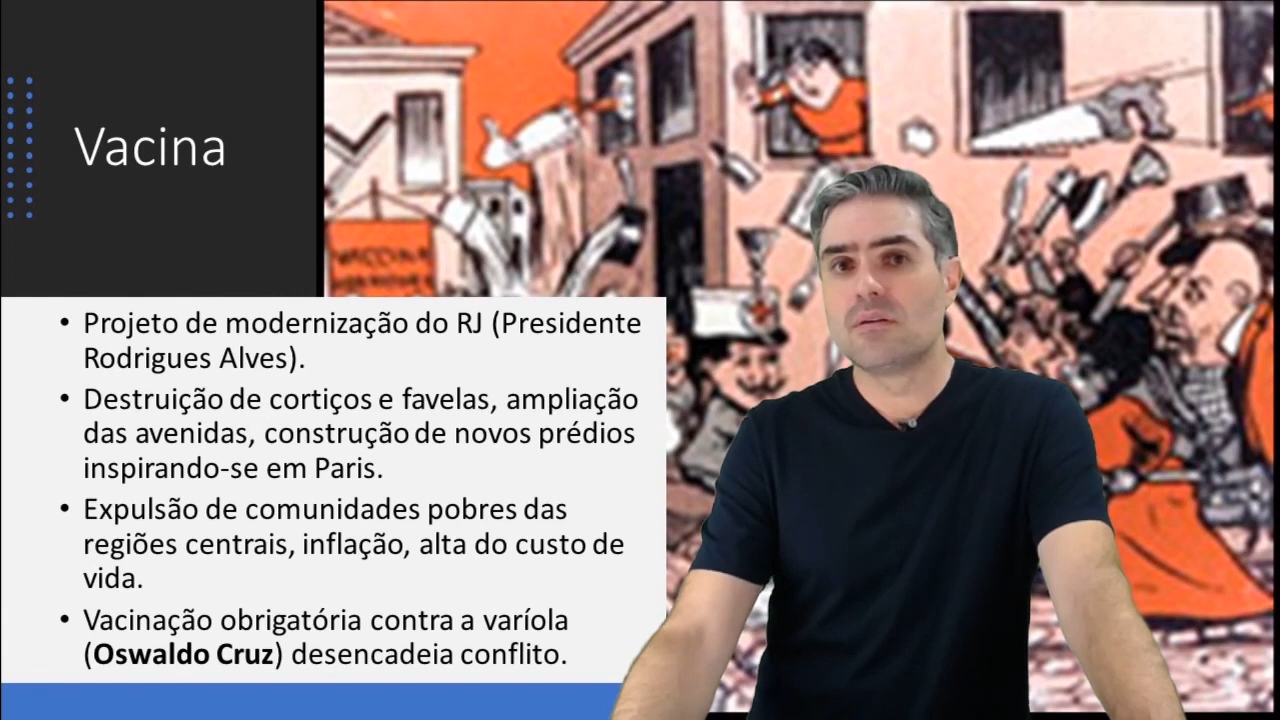 Vacina
• Projeto de modernização do RJ (Presidente
Rodrigues Alves).
• Destruição de cortiços e favelas, ampliação
das avenidas, construção de novos prédios
inspirando-se em Paris.
• Expulsão de comunidades pobres das
regiões centrais, inflação, alta do custo de
vida.
• Vacinação obrigatória contra a varíola
(Oswaldo Cruz) desencadeia conflito.